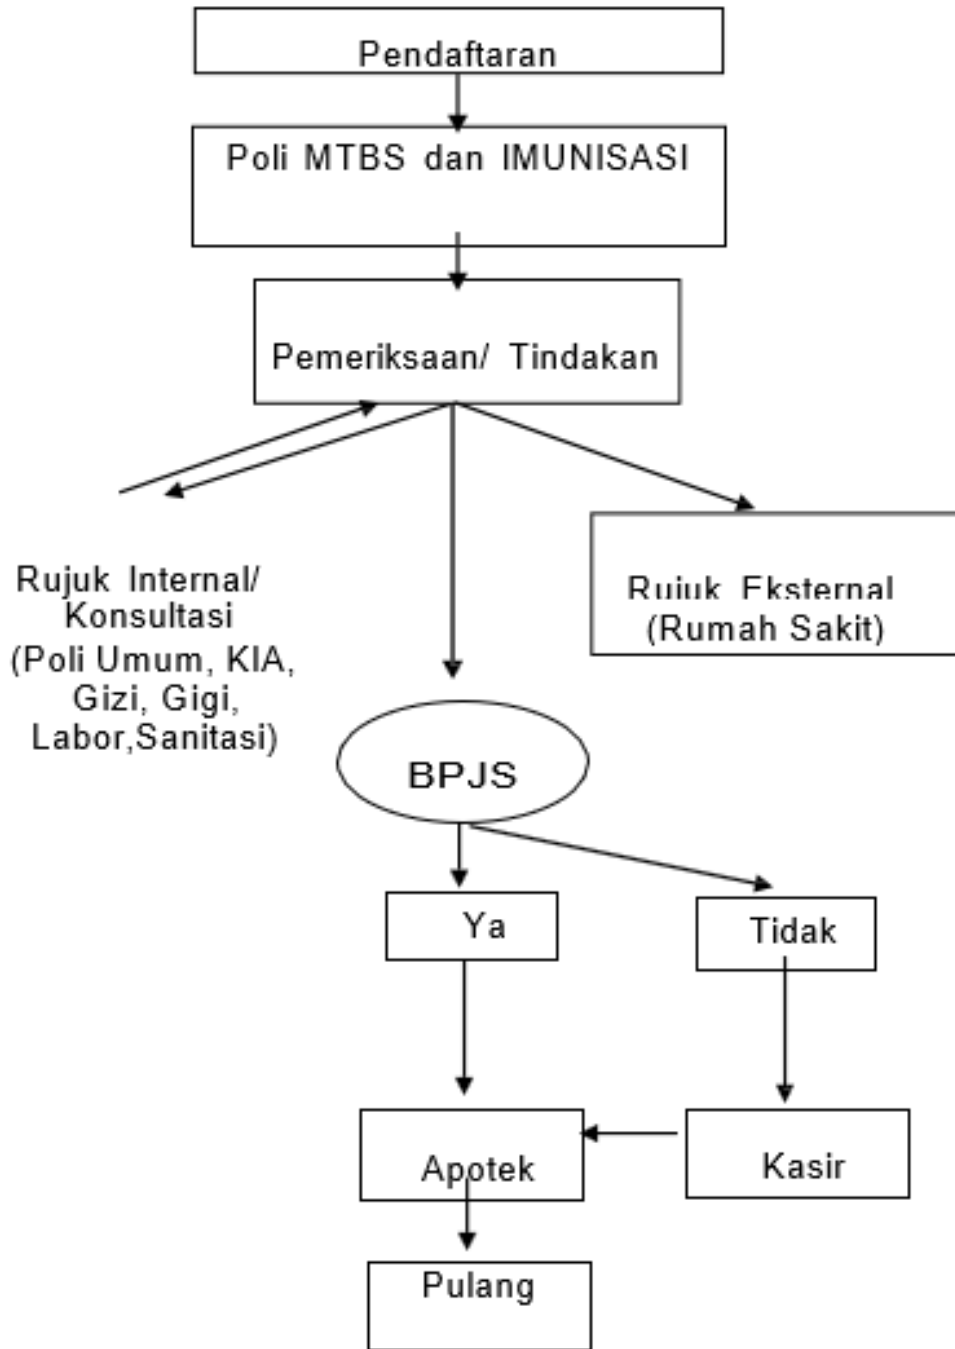 Pendaftaran
Poli MTBS dan IMUNISASI
Pemeriksaan/ Tindakan
Rujuk Internal/
Konsultasi
(Poli Umum, KIA,
Gizi, Gigi,
Labor,Sanitasi)
Rujuk Eksternal
(Rumah Sakit)
BPJS
Ya
Tidak
Apotek
Kasir
Pulang